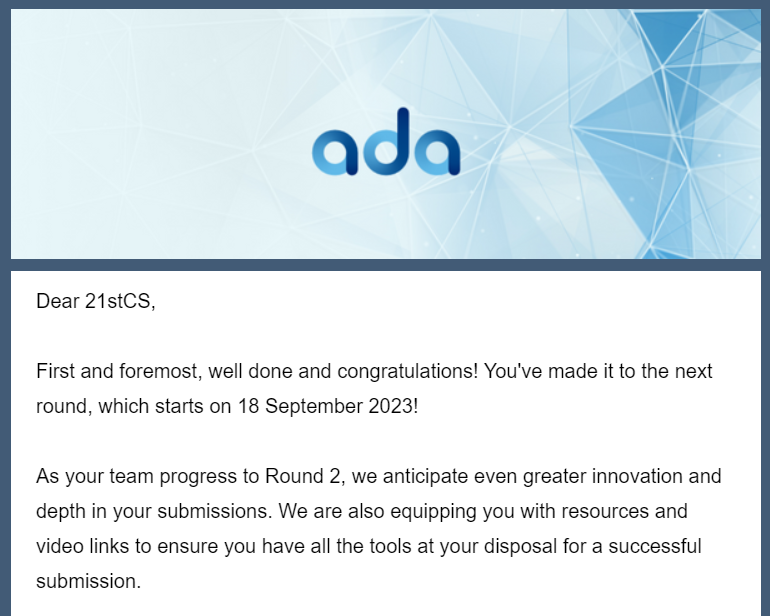 ada
Dear 21stCS,
First and foremost, well done and congratulations! You've made it to the next
round, which starts on 18 September 2023!
As your team progress to Round 2, we anticipate even greater innovation and
depth in your submissions. We are also equipping you with resources and
video links to ensure you have all the tools at your disposal for a successful
submission.